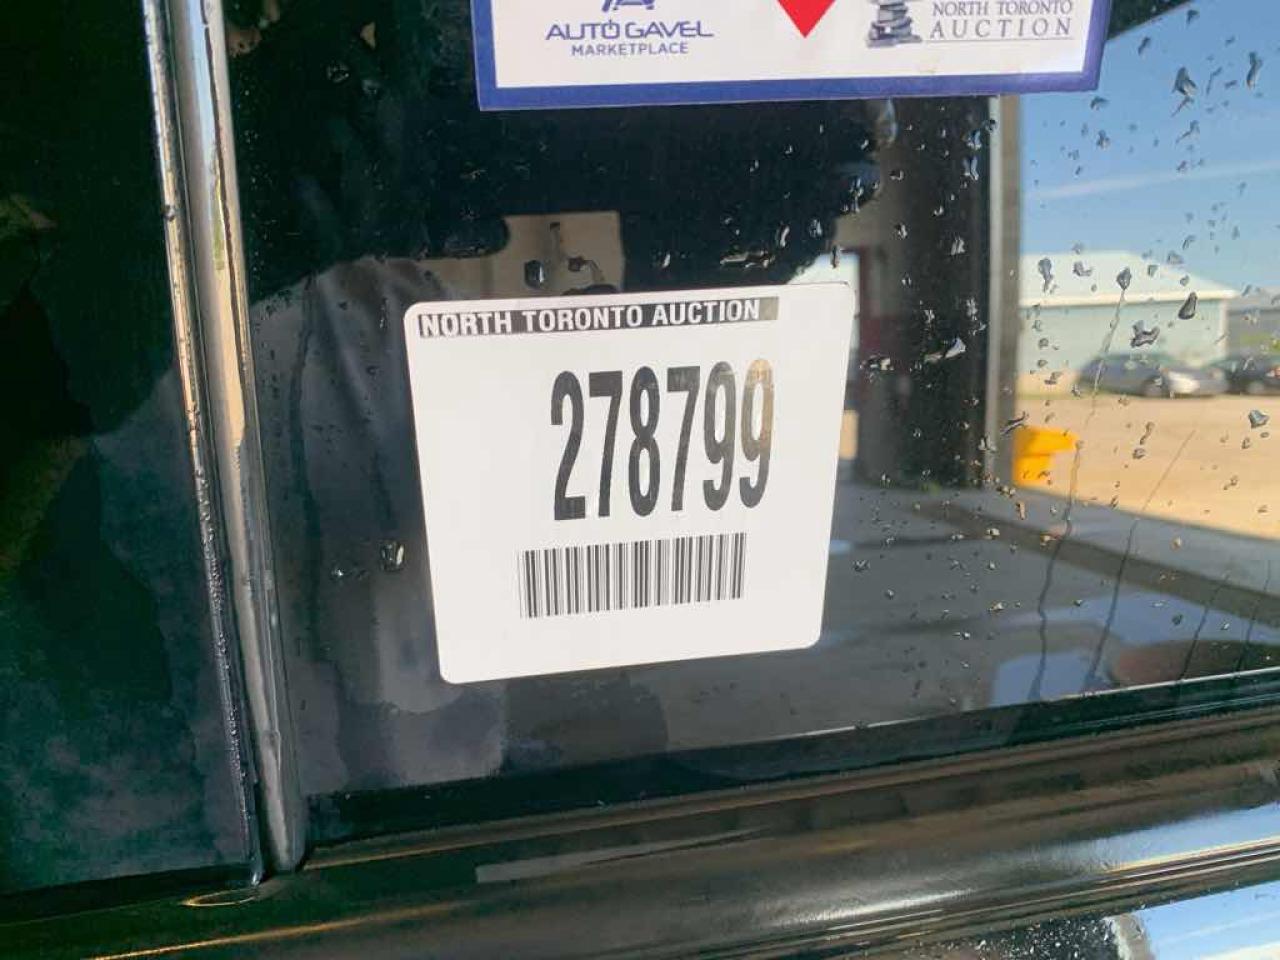 AUTO GAVEL
MARKETPLACE
NORTH TORONTO
AUCTION
NORTH TORONTO AUCTION
278799